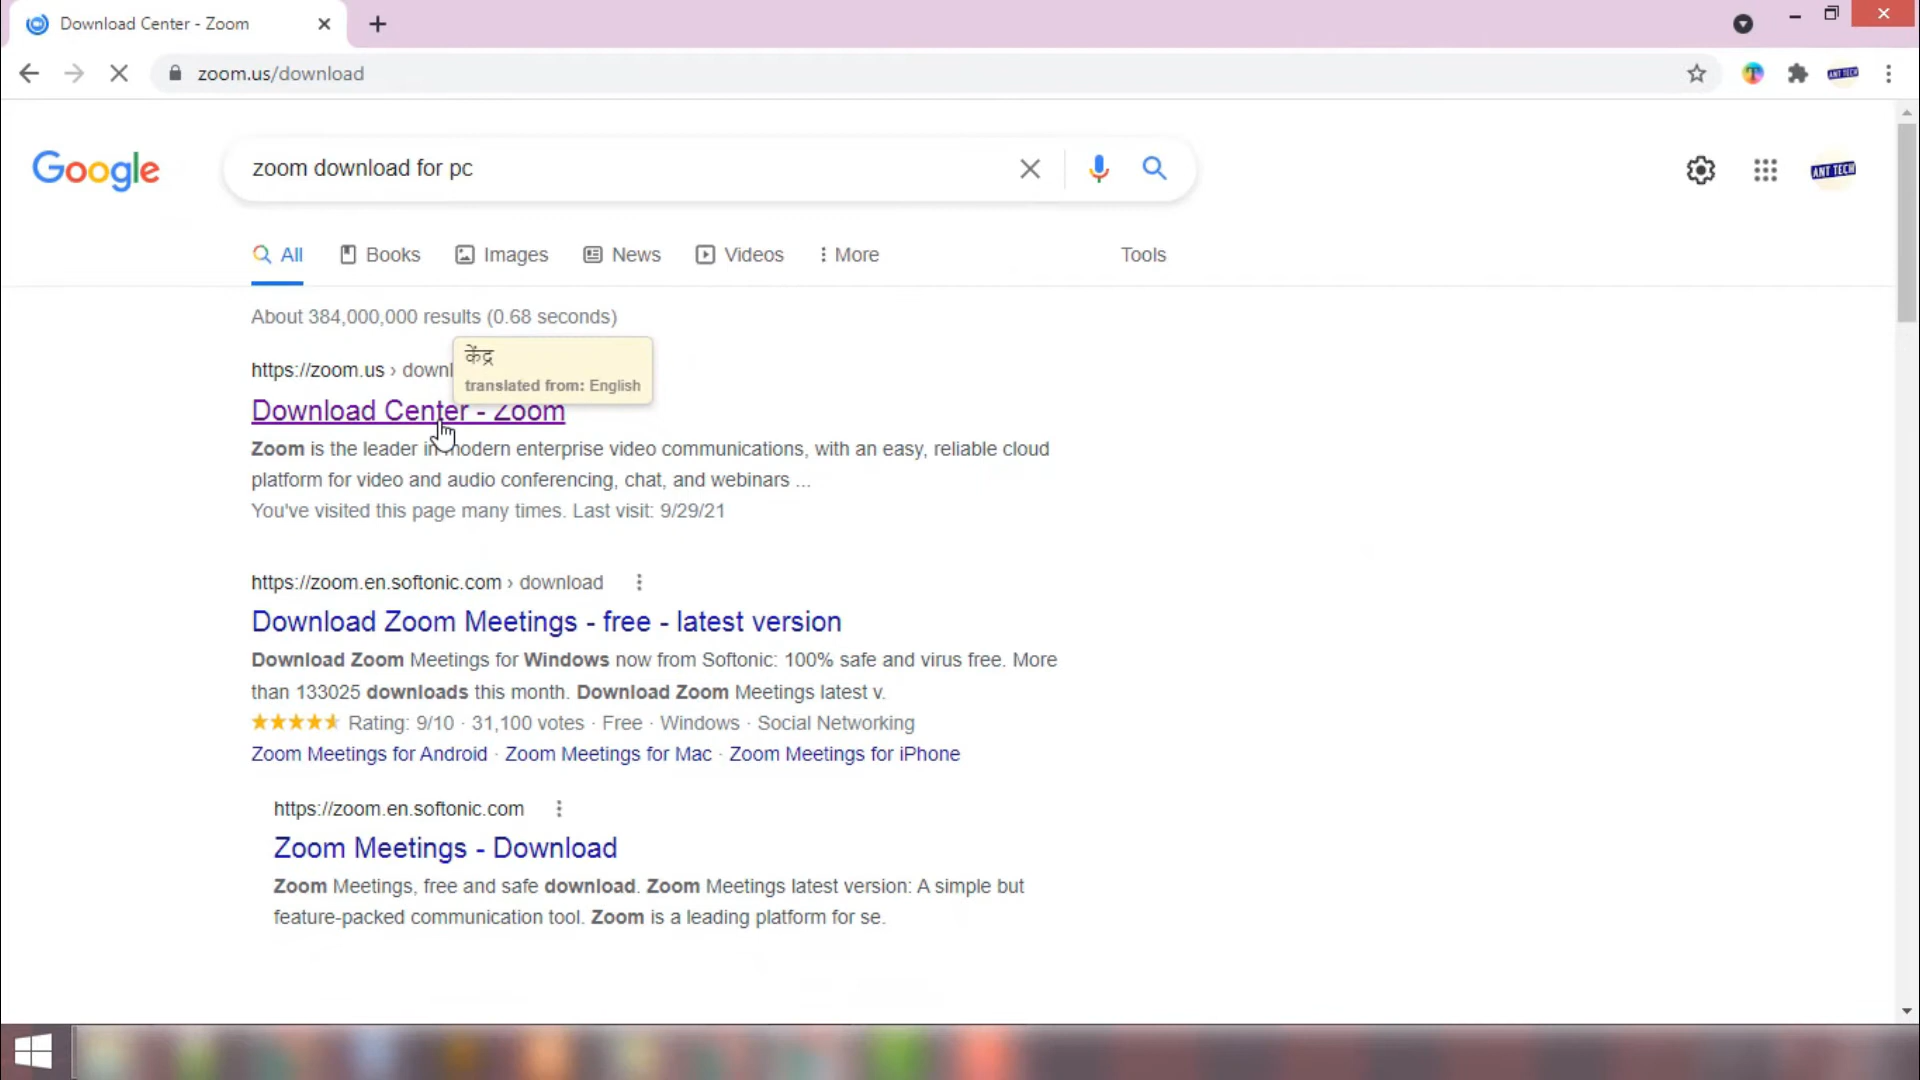 Download Center - Zoom
zoom.us/download
ANT TECH
Google
zoom download for pc
ANT TECH
All
Books
Images
News
Videos
More
Tools
About 384,000,000 results (0.68 seconds)
केंद्र
translated from: English
https://zoom.us › downl
Download Center - Zoom
Zoom is the leader in modern enterprise video communications, with an easy, reliable cloud
platform for video and audio conferencing, chat, and webinars ...
You've visited this page many times. Last visit: 9/29/21
https://zoom.en.softonic.com › download
Download Zoom Meetings - free - latest version
Download Zoom Meetings for Windows now from Softonic: 100% safe and virus free. More
than 133025 downloads this month. Download Zoom Meetings latest v.
Rating: 9/10 · 31,100 votes · Free · Windows · Social Networking
Zoom Meetings for Android · Zoom Meetings for Mac · Zoom Meetings for iPhone
https://zoom.en.softonic.com
Zoom Meetings - Download
Zoom Meetings, free and safe download. Zoom Meetings latest version: A simple but
feature-packed communication tool. Zoom is a leading platform for se.